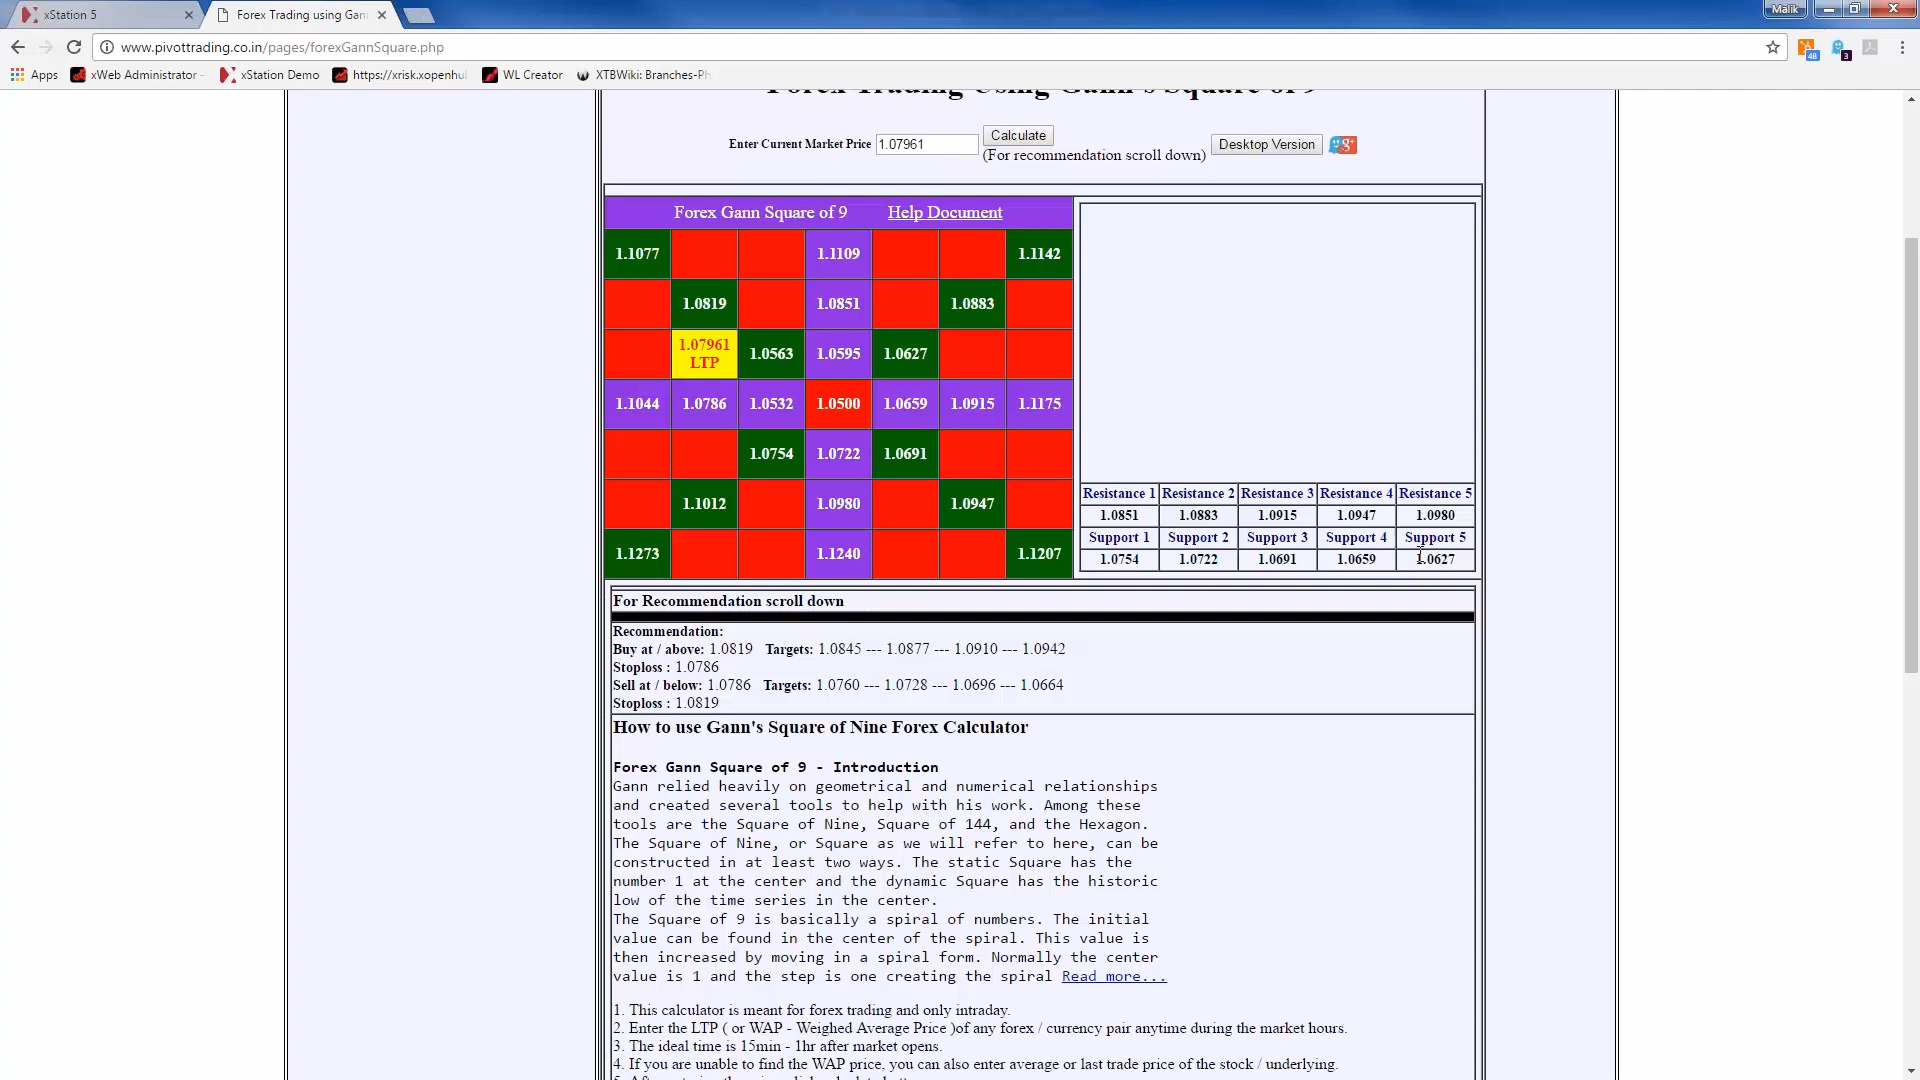 xStation 5
Forex Trading using Gan
Malik
www.pivottrading.co.in/pages/forexGannSquare.php
48
3
Apps
xWeb Administrator -
xStation Demo
https://xrisk.xopenhu
WL Creator
XTBWiki: Branches-Ph
Forex Trading Using Gann's Square of 9
Enter Current Market Price
1.07961
Calculate
(For recommendation scroll down)
Desktop Version
g+
Forex Gann Square of 9 Help Document
1.1077 1.1109 1.1142
1.0819 1.0851 1.0883
1.07961 LTP 1.0563 1.0595 1.0627
1.1044 1.0786 1.0532 1.0500 1.0659 1.0915 1.1175
1.0754 1.0722 1.0691
1.1012 1.0980 1.0947
1.1273 1.1240 1.1207
Resistance 1 Resistance 2 Resistance 3 Resistance 4 Resistance 5
1.0851 1.0883 1.0915 1.0947 1.0980
Support 1 Support 2 Support 3 Support 4 Support 5
1.0754 1.0722 1.0691 1.0659 1.0627
For Recommendation scroll down
Recommendation:
Buy at / above: 1.0819 Targets: 1.0845 --- 1.0877 --- 1.0910 --- 1.0942
Stoploss : 1.0786
Sell at / below: 1.0786 Targets: 1.0760 --- 1.0728 --- 1.0696 --- 1.0664
Stoploss : 1.0819
How to use Gann's Square of Nine Forex Calculator
Forex Gann Square of 9 - Introduction
Gann relied heavily on geometrical and numerical relationships
and created several tools to help with his work. Among these
tools are the Square of Nine, Square of 144, and the Hexagon.
The Square of Nine, or Square as we will refer to here, can be
constructed in at least two ways. The static Square has the
number 1 at the center and the dynamic Square has the historic
low of the time series in the center.
The Square of 9 is basically a spiral of numbers. The initial
value can be found in the center of the spiral. This value is
then increased by moving in a spiral form. Normally the center
value is 1 and the step is one creating the spiral Read more...
1. This calculator is meant for forex trading and only intraday.
2. Enter the LTP ( or WAP - Weighed Average Price )of any forex / currency pair anytime during the market hours.
3. The ideal time is 15min - 1hr after market opens.
4. If you are unable to find the WAP price, you can also enter average or last trade price of the stock / underlying.